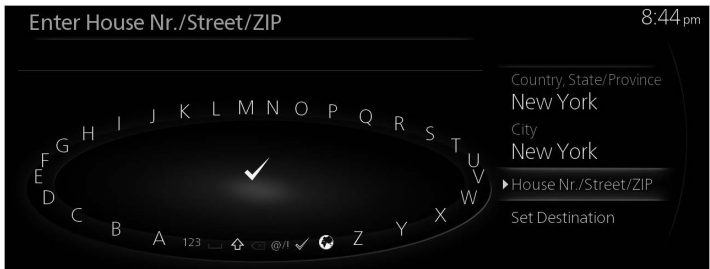 Enter House Nr./Street/ZIP
8:44 pm
Country, State/Province
New York
City
New York
House Nr./Street/ZIP
Set Destination
A B C D E F G H I J K L M N O P Q R S T U V W X Y Z
123 @/!